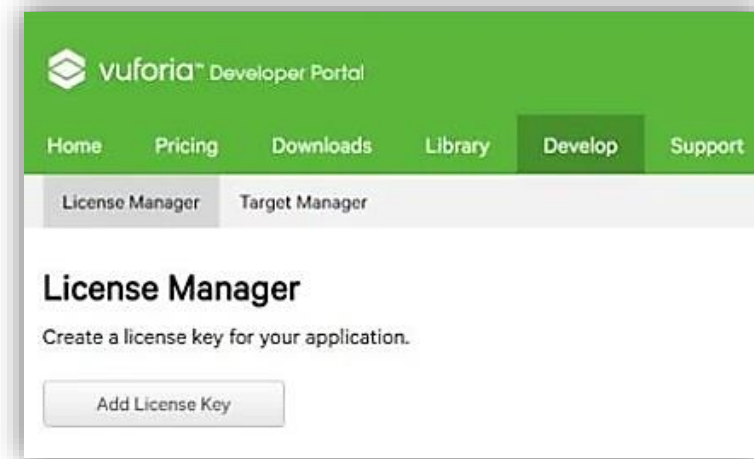 vuforia™ Developer Portal
Home Pricing Downloads Library Develop Support
License Manager Target Manager
License Manager
Create a license key for your application.
Add License Key